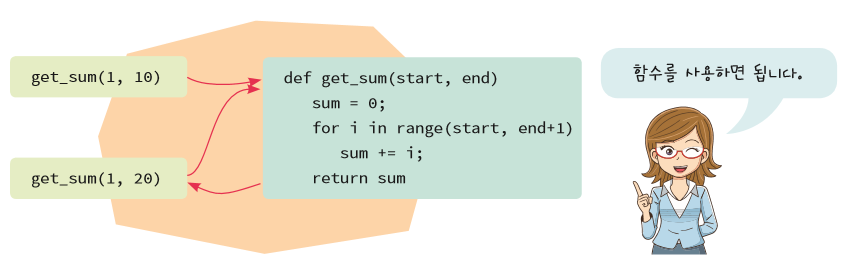 get_sum(1, 10)
get_sum(1, 20)
def get_sum(start, end)
sum = 0;
for i in range(start, end+1)
sum += i;
return sum
함수를 사용하면 됩니다.